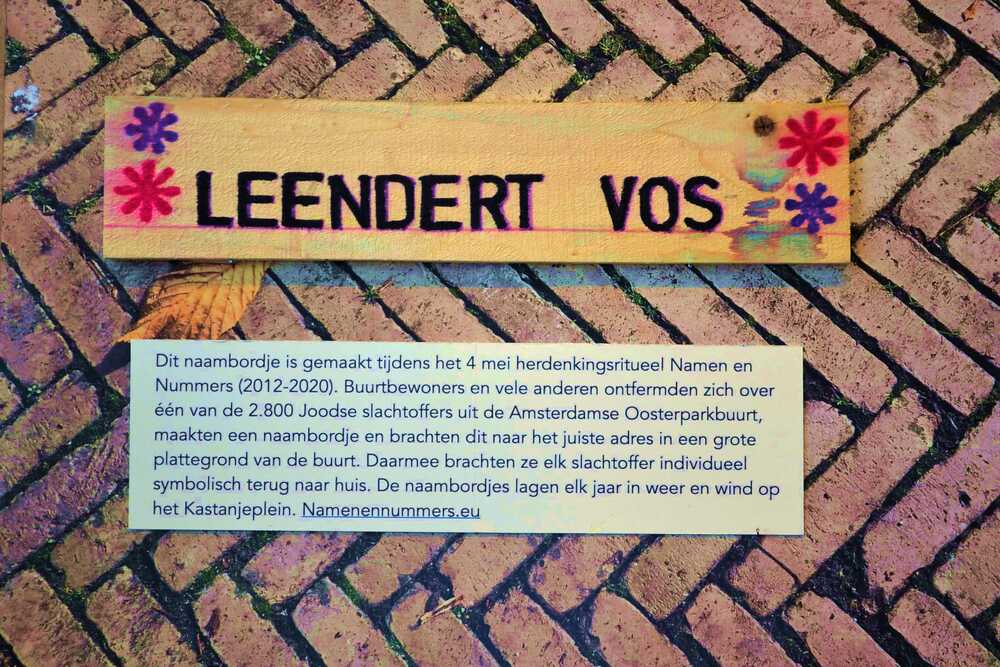 LEENDERT VOS
Dit naambordje is gemaakt tijdens het 4 mei herdenkingsritueel Namen en
Nummers (2012-2020). Buurtbewoners en vele anderen ontfermden zich over
één van de 2.800 Joodse slachtoffers uit de Amsterdamse Oosterparkbuurt,
maakten een naambordje en brachten dit naar het juiste adres in een grote
plattegrond van de buurt. Daarmee brachten ze elk slachtoffer individueel
symbolisch terug naar huis. De naambordjes lagen elk jaar in weer en wind op
het Kastanjeplein. Namenennummers.eu